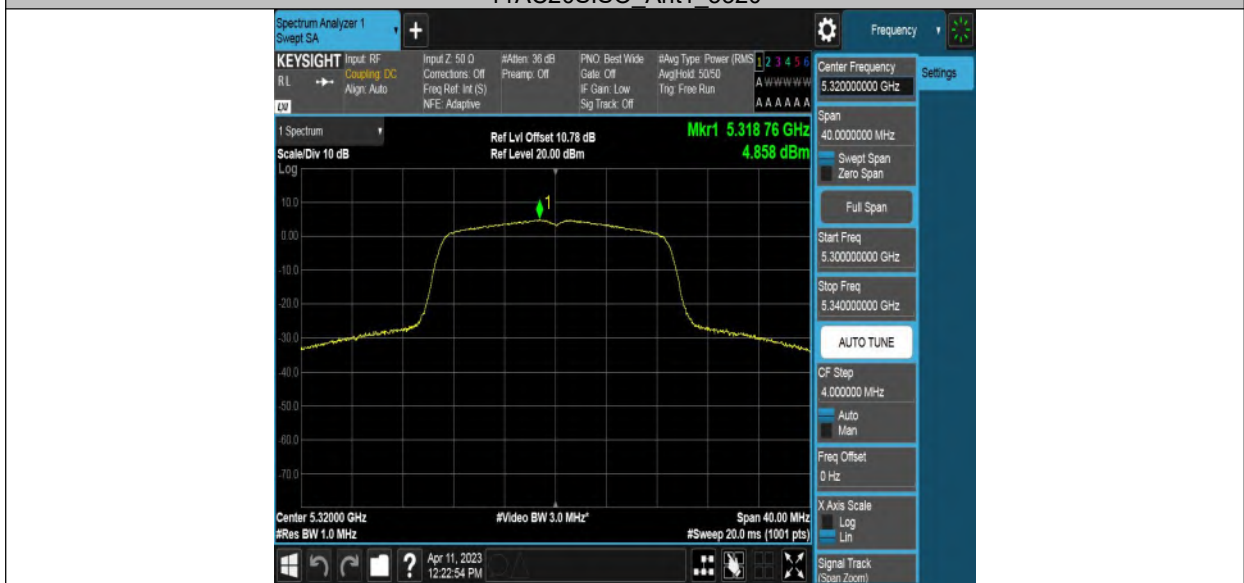 Spectrum Analyzer 1
Swept SA
+
Frequency
KEYSIGHT
RL
Input: RF
Coupling: DC
Align: Auto
Input Z: 50 Ω
Corrections: Off
Freq Ref: Int (S)
NFE: Adaptive
#Atten: 36 dB
Preamp: Off
PNO: Best Wide
Gate: Off
IF Gain: Low
Sig Track: Off
#Avg Type: Power (RMS
Avg|Hold: 50/50
Trig: Free Run
1 2 3 4 5 6
A W W W W W
A A A A A A
Center Frequency
5.320000000 GHz
Settings
Span
40.0000000 MHz
Swept Span
Zero Span
Full Span
Start Freq
5.300000000 GHz
Stop Freq
5.340000000 GHz
AUTO TUNE
CF Step
4.000000 MHz
Auto
Man
Freq Offset
0 Hz
X Axis Scale
Log
Lin
Signal Track
(Span Zoom)
1 Spectrum
Scale/Div 10 dB
Log
Ref Lvl Offset 10.78 dB
Ref Level 20.00 dBm
Mkr1 5.318 76 GHz
4.858 dBm
1
10.0
0.00
-10.0
-20.0
-30.0
-40.0
-50.0
-60.0
-70.0
Center 5.32000 GHz
#Res BW 1.0 MHz
#Video BW 3.0 MHz*
Span 40.00 MHz
#Sweep 20.0 ms (1001 pts)
?
Apr 11, 2023
12:22:54 PM